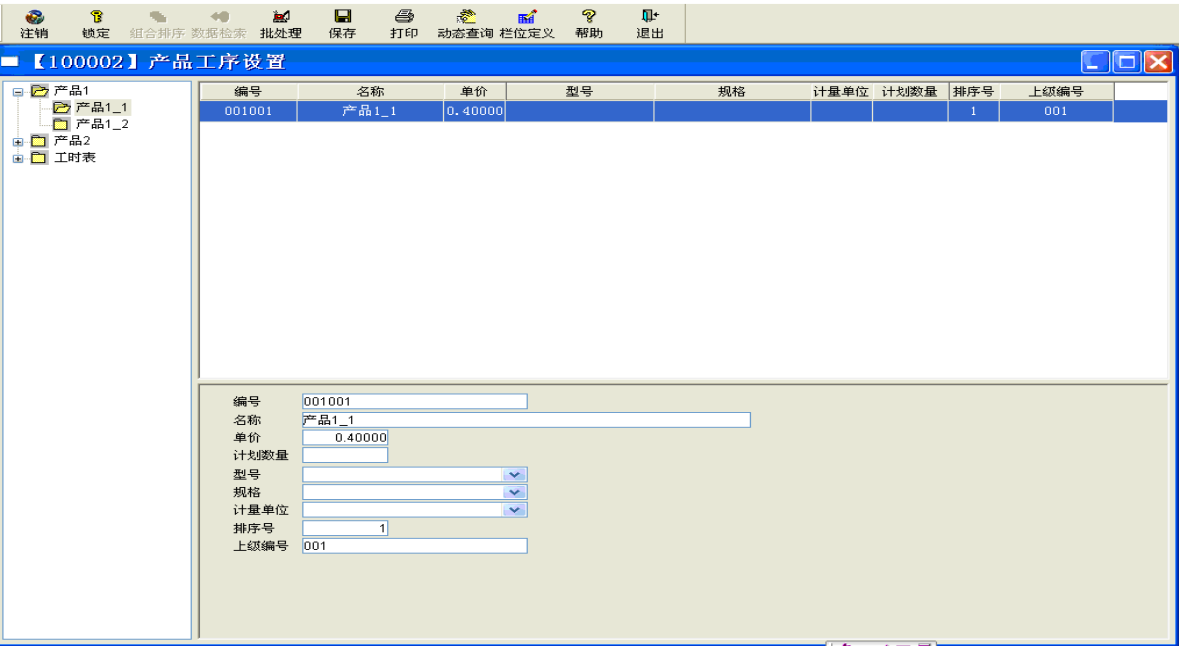 注销 锁定 组合排序 数据检索 批处理 保存 打印 动态查询 栏位定义 帮助 退出
【100002】产品工序设置
产品1
产品1_1
产品1_2
产品2
工时表
编号 名称 单价 型号 规格 计量单位 计划数量 排序号 上级编号
001001 产品1_1 0.40000 1 001
编号 001001
名称 产品1_1
单价 0.40000
计划数量
型号
规格
计量单位
排序号 1
上级编号 001